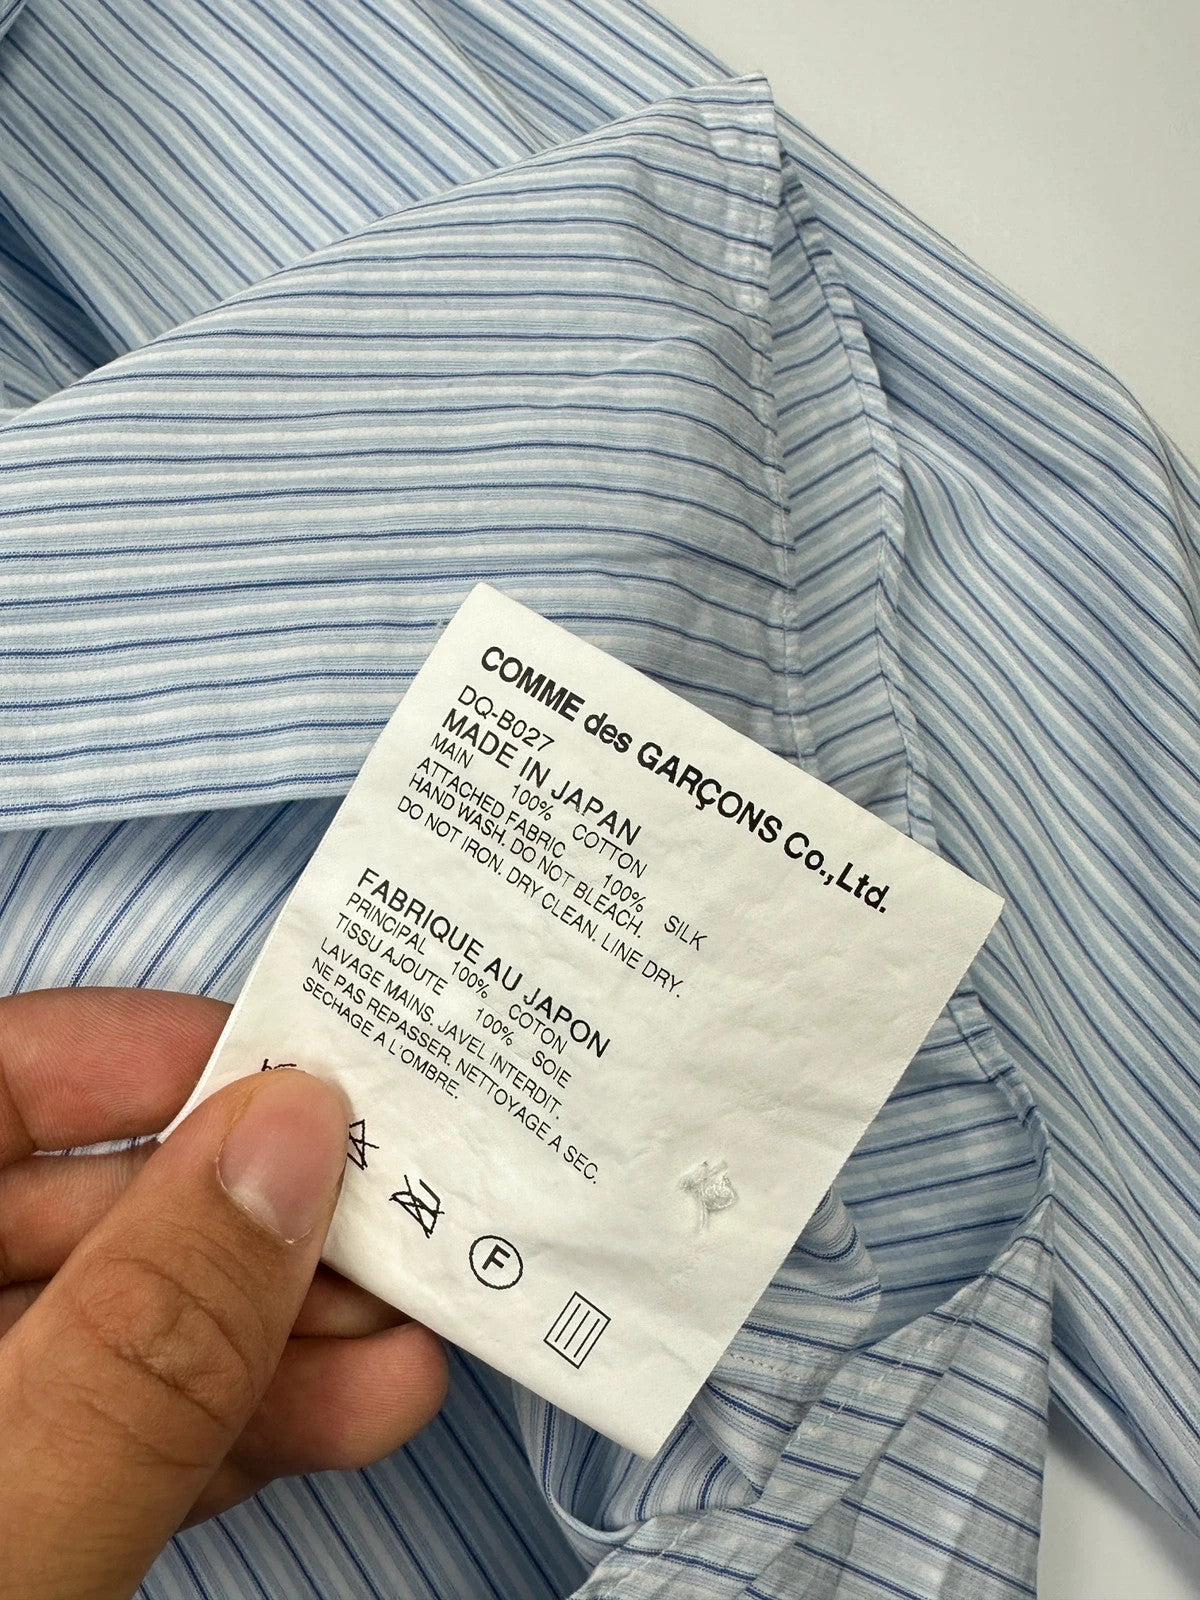 COMME des GARÇONS Co.,Ltd.
DQ-B027
MADE IN JAPAN
MAIN 100% COTTON
ATTACHED FABRIC 100% SILK
HAND WASH. DO NOT BLEACH.
DO NOT IRON. DRY CLEAN. LINE DRY.
FABRIQUE AU JAPON
PRINCIPAL 100% COTON
TISSU AJOUTE 100% SOIE
LAVAGE MAINS. JAVEL INTERDIT.
NE PAS REPASSER. NETTOYAGE A SEC.
SECHAGE A L'OMBRE.
F